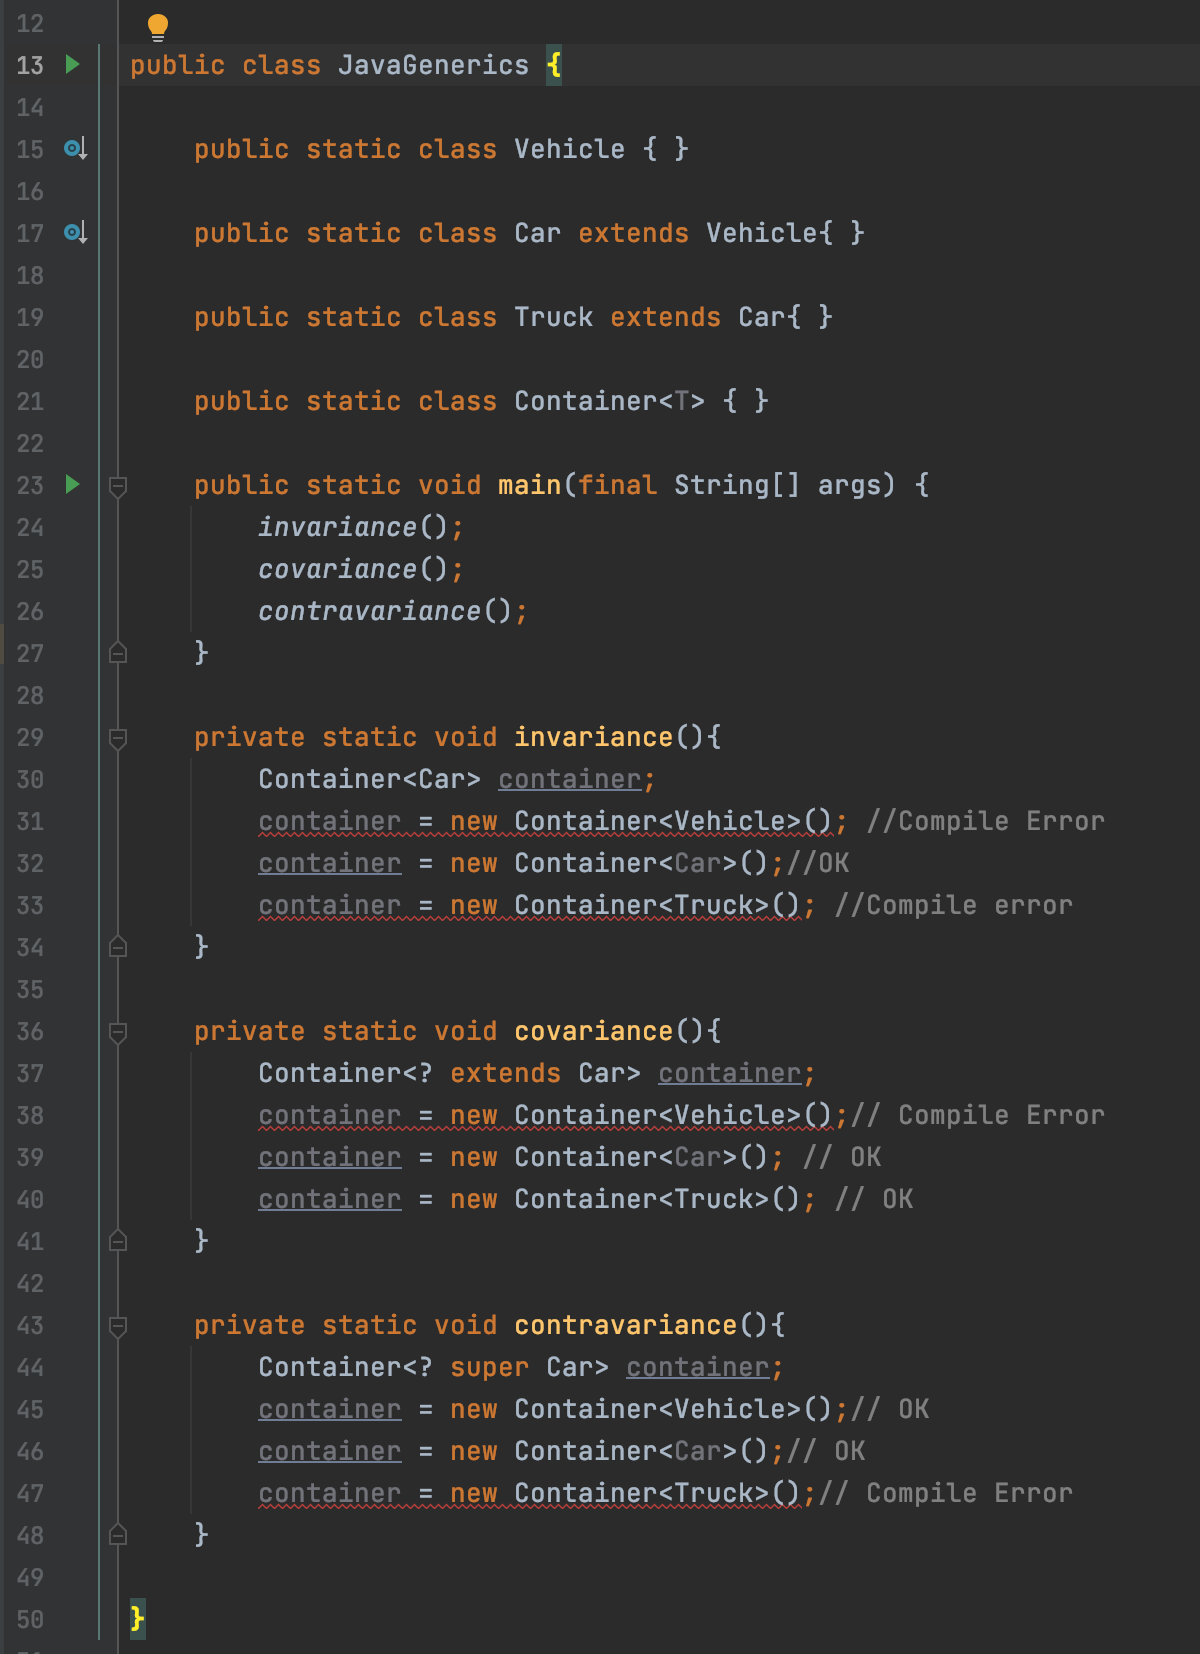 12
13 public class JavaGenerics {
14
15     public static class Vehicle { }
16
17     public static class Car extends Vehicle{ }
18
19     public static class Truck extends Car{ }
20
21     public static class Container<T> { }
22
23     public static void main(final String[] args) {
24         invariance();
25         covariance();
26         contravariance();
27     }
28
29     private static void invariance(){
30         Container<Car> container;
31         container = new Container<Vehicle>(); //Compile Error
32         container = new Container<Car>();//OK
33         container = new Container<Truck>(); //Compile error
34     }
35
36     private static void covariance(){
37         Container<? extends Car> container;
38         container = new Container<Vehicle>();// Compile Error
39         container = new Container<Car>(); // OK
40         container = new Container<Truck>(); // OK
41     }
42
43     private static void contravariance(){
44         Container<? super Car> container;
45         container = new Container<Vehicle>();// OK
46         container = new Container<Car>();// OK
47         container = new Container<Truck>();// Compile Error
48     }
49
50 }